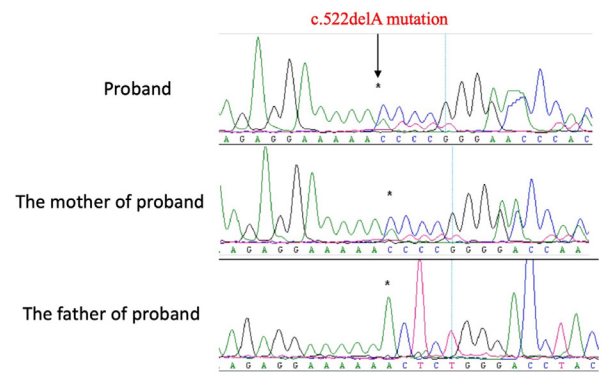 c.522delA mutation
*
Proband
A G A G G A A A A A C C C C G G G A A C C C A C
*
The mother of proband
A G A G G A A A A A C C C C G G G G A C C A A
*
The father of proband
A G A G G A A A A A A C T C T G G G A C C T A C